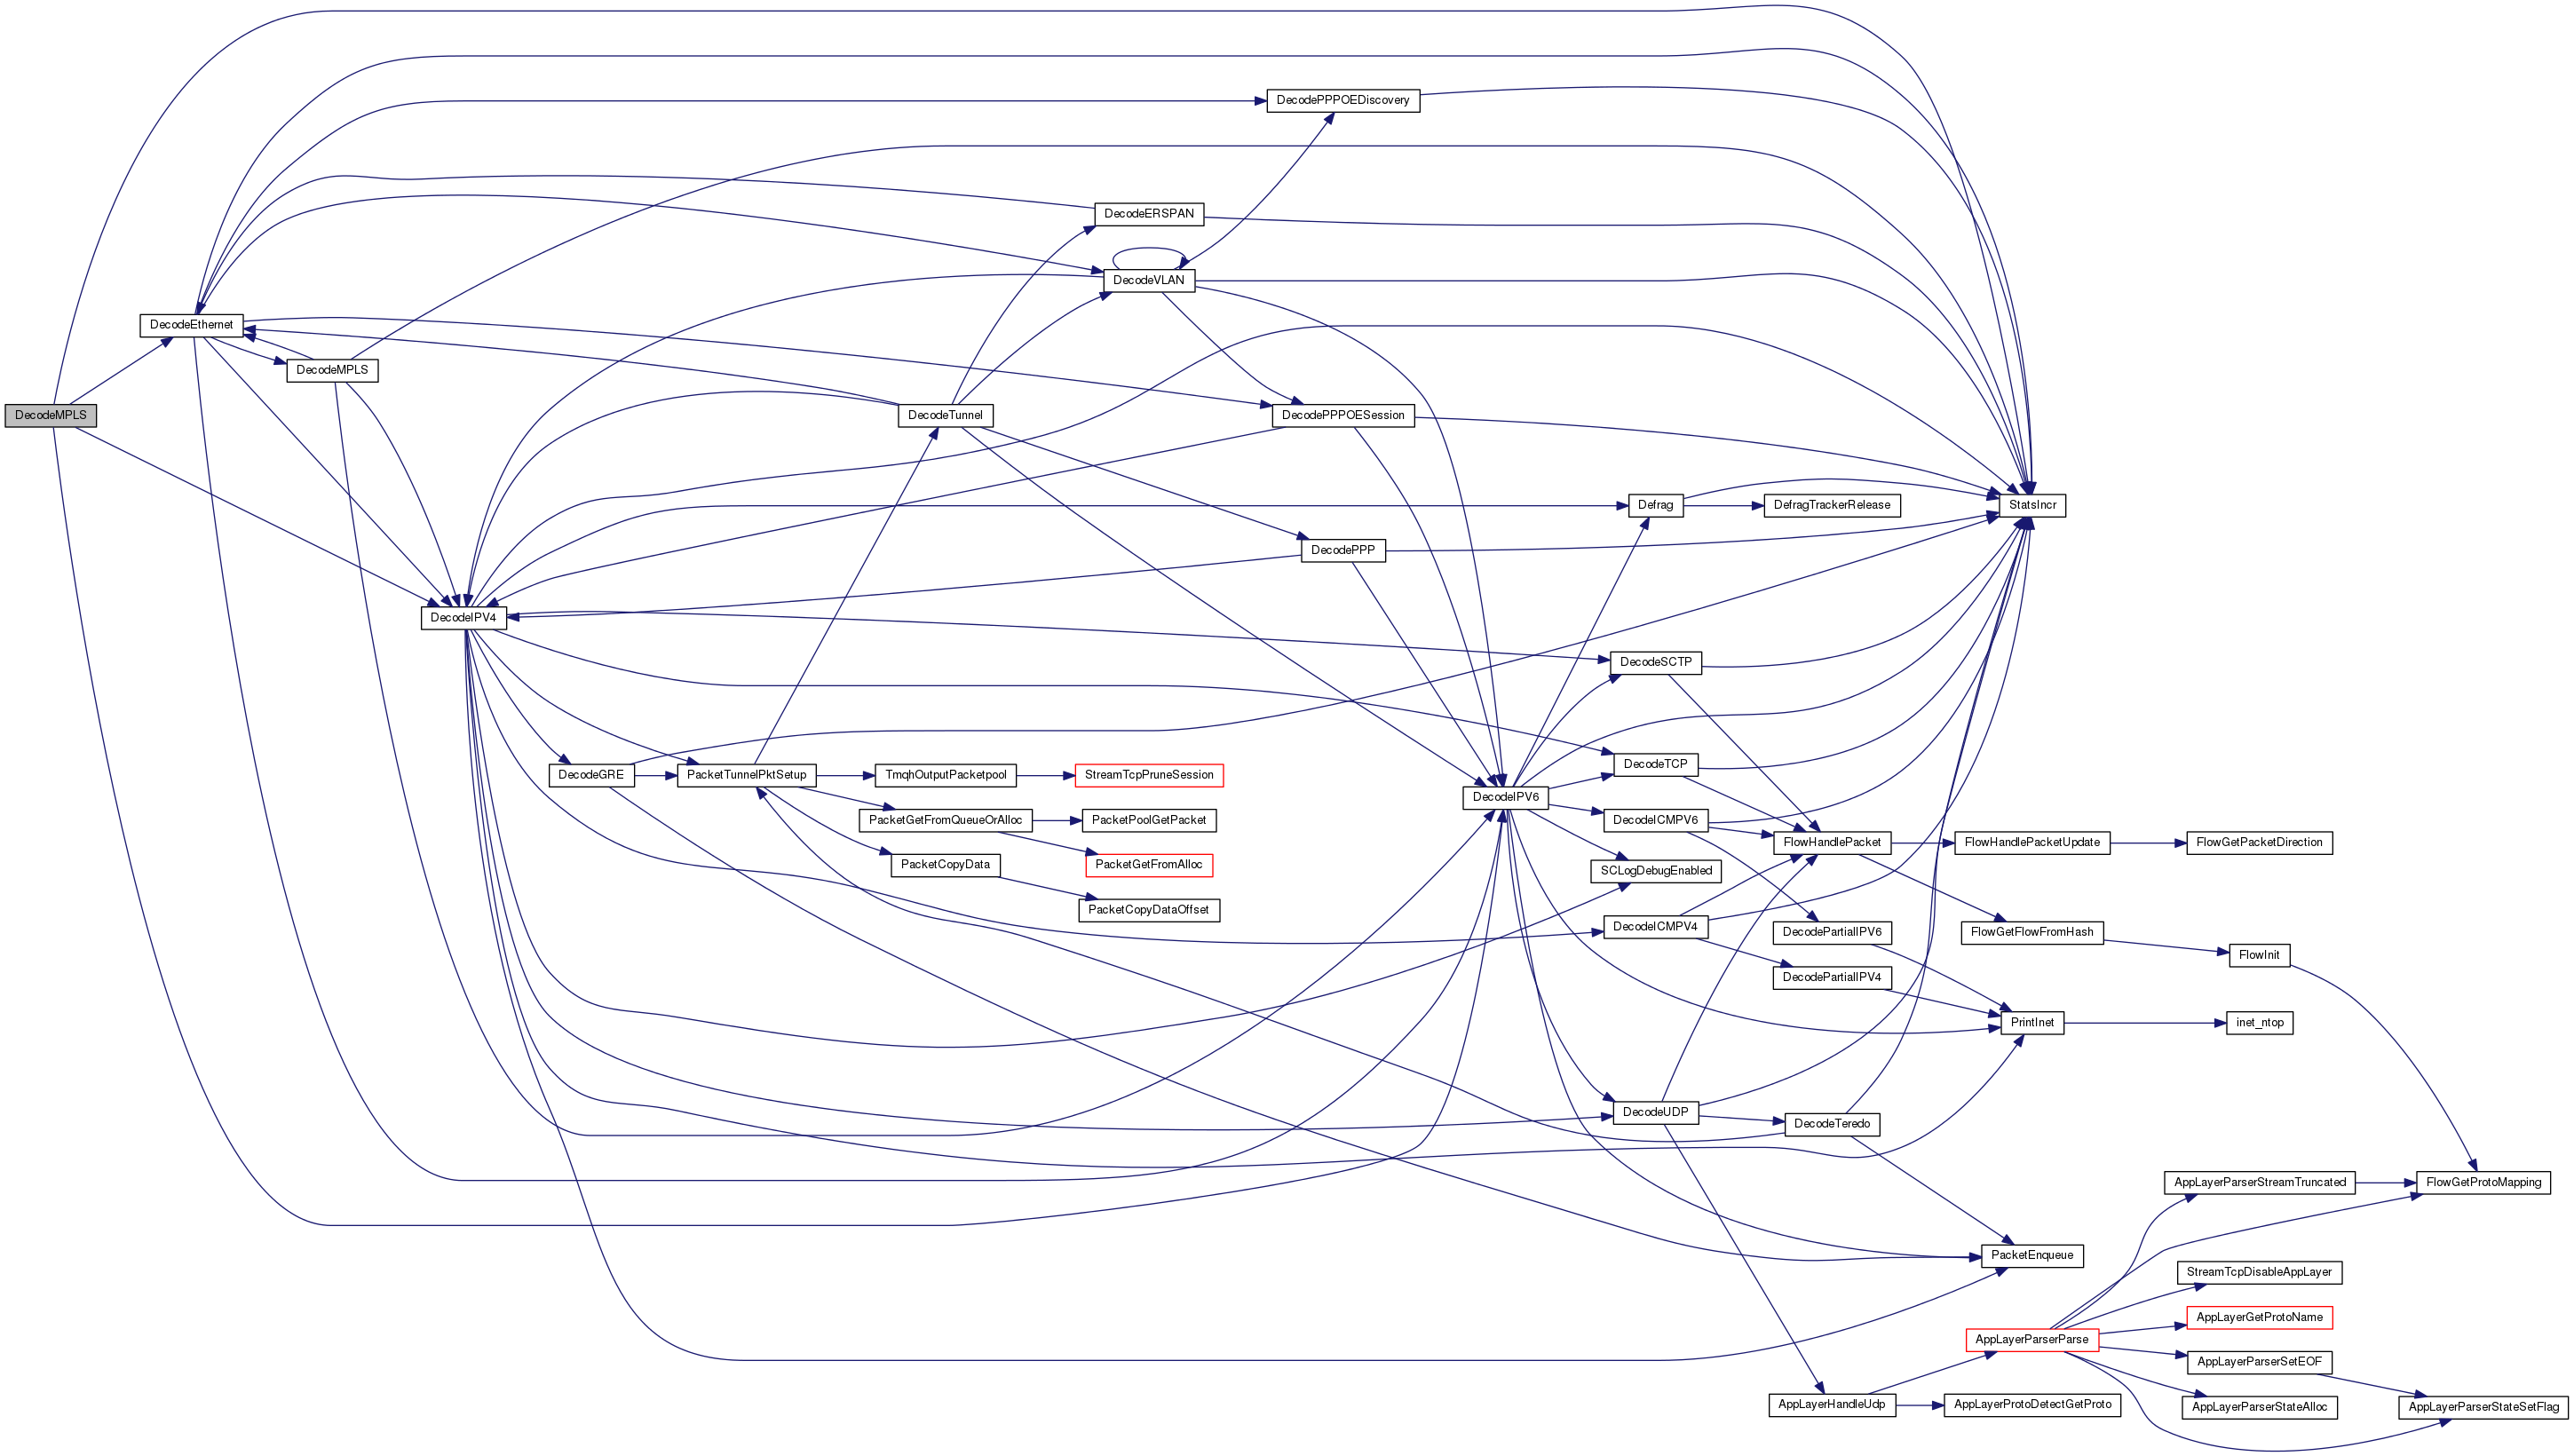 DecodePPPOEDiscovery
DecodeERSPAN
DecodeVLAN
DecodeEthernet
DecodeMPLS
DecodeMPLS
DecodeTunnel
DecodePPPOESession
Defrag
DefragTrackerRelease
StatsIncr
DecodePPP
DecodeIPV4
DecodeSCTP
DecodeGRE
PacketTunnelPktSetup
TmqhOutputPacketpool
StreamTcpPruneSession
DecodeTCP
DecodeIPV6
PacketGetFromQueueOrAlloc
PacketPoolGetPacket
DecodeICMPV6
FlowHandlePacket
FlowHandlePacketUpdate
FlowGetPacketDirection
PacketCopyData
PacketGetFromAlloc
SCLogDebugEnabled
PacketCopyDataOffset
DecodeICMPV4
DecodePartialIPV6
FlowGetFlowFromHash
FlowInit
DecodePartialIPV4
PrintInet
inet_ntop
DecodeUDP
DecodeTeredo
AppLayerParserStreamTruncated
FlowGetProtoMapping
PacketEnqueue
StreamTcpDisableAppLayer
AppLayerGetProtoName
AppLayerParserParse
AppLayerParserSetEOF
AppLayerHandleUdp
AppLayerProtoDetectGetProto
AppLayerParserStateAlloc
AppLayerParserStateSetFlag